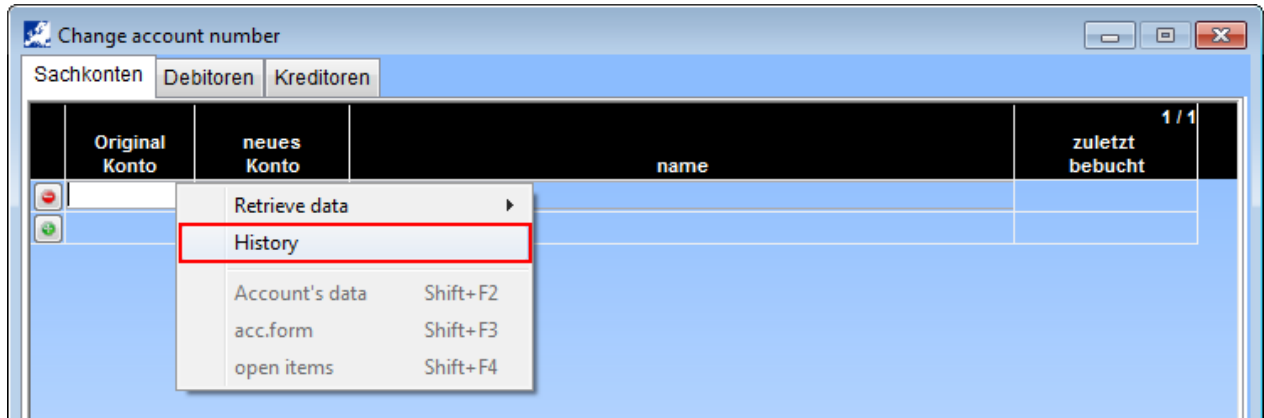 Change account number
Sachkonten Debitoren Kreditoren
1 / 1
Original neues zuletzt
Konto Konto name bebucht
Retrieve data
History
Account's data Shift+F2
acc.form Shift+F3
open items Shift+F4